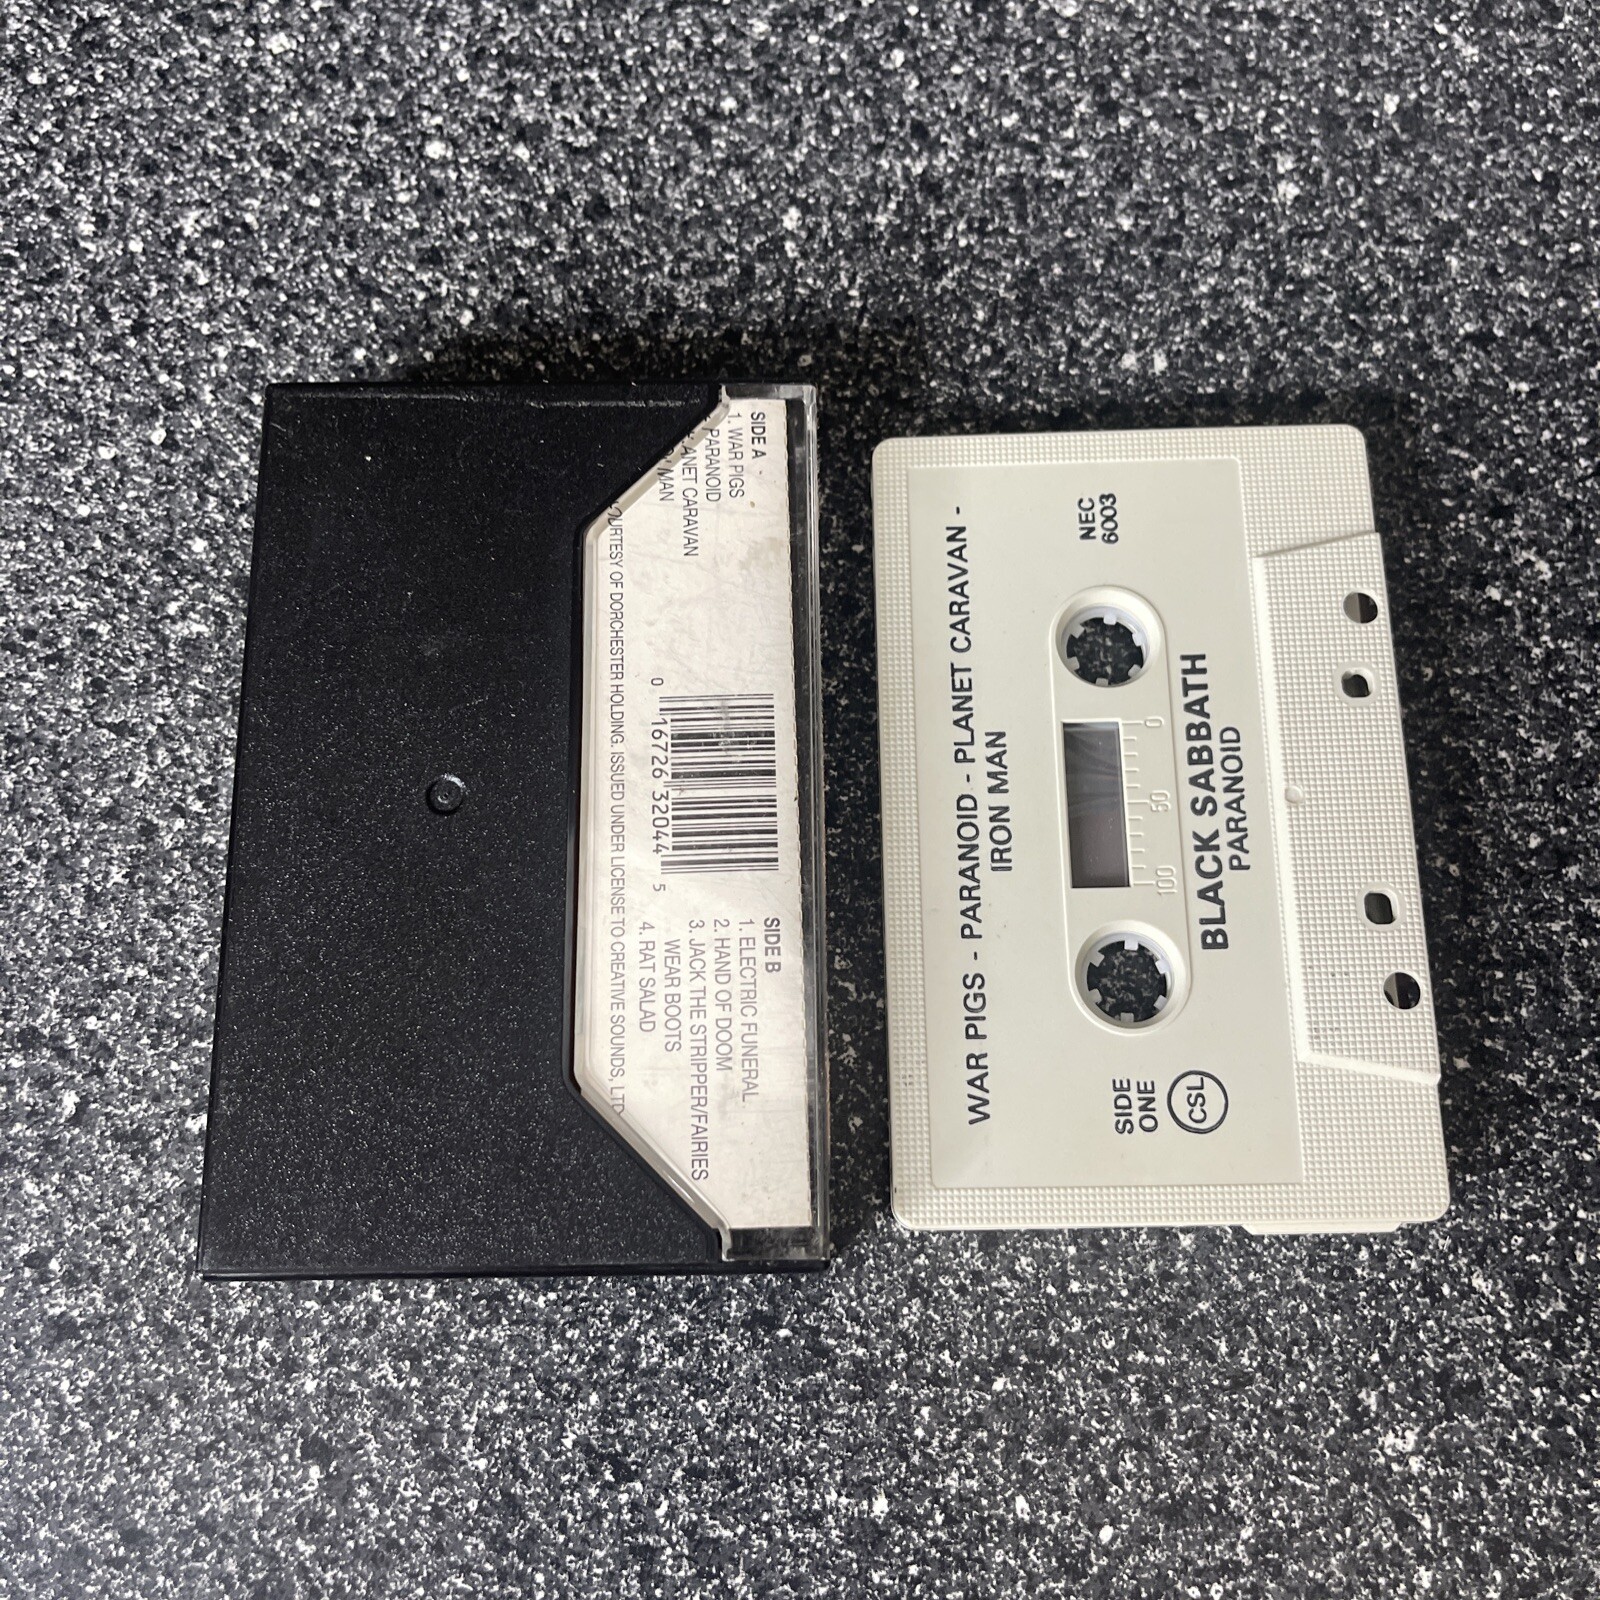 SIDE A
1. WAR PIGS
PARANOID
ANET CARAVAN
MAN
0 16726 32044 5
SIDE B
1. ELECTRIC FUNERAL
2. HAND OF DOOM
3. JACK THE STRIPPER/FAIRIES
WEAR BOOTS
4. RAT SALAD
URTESY OF DORCHESTER HOLDING. ISSUED UNDER LICENSE TO CREATIVE SOUNDS, LTD
WAR PIGS - PARANOID - PLANET CARAVAN -
IRON MAN
SIDE
ONE
CSL
NEC
6003
100 50 0
BLACK SABBATH
PARANOID